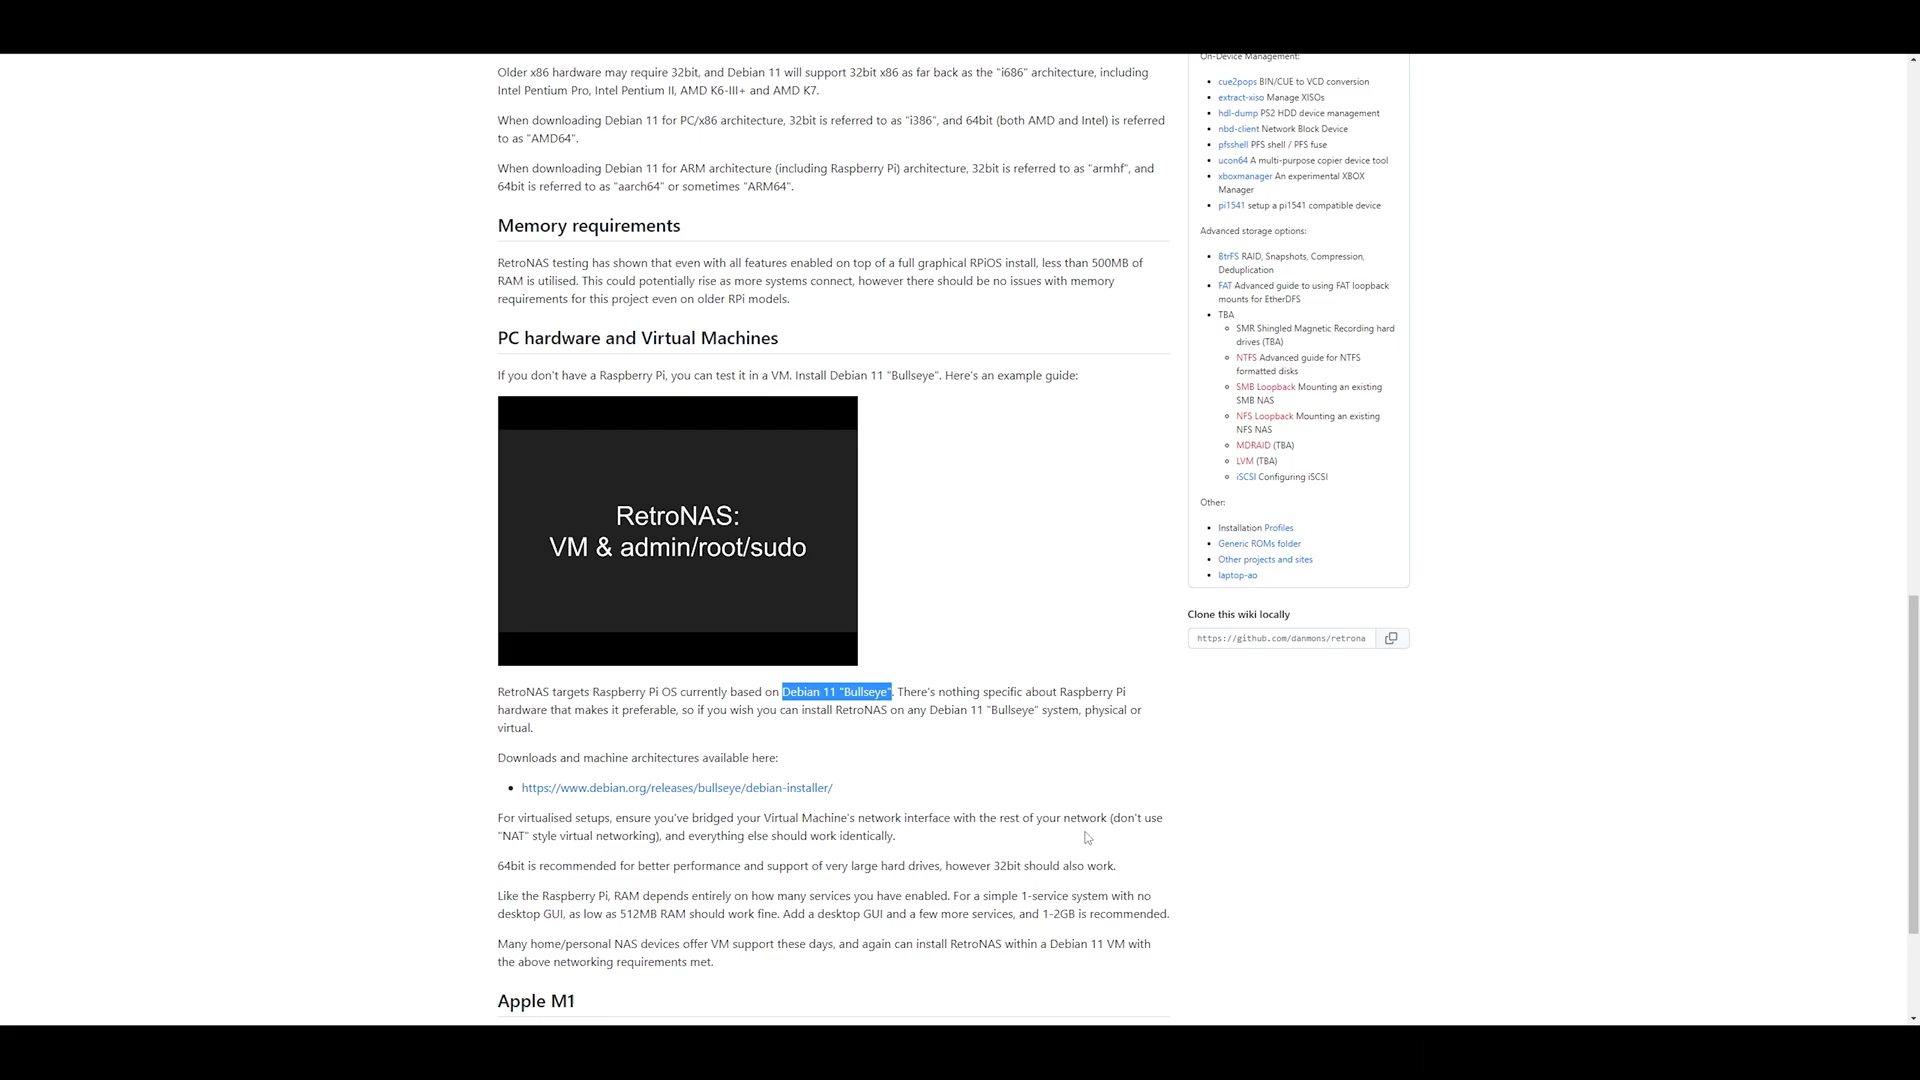 Older x86 hardware may require 32bit, and Debian 11 will support 32bit x86 as far back as the "i686" architecture, including
Intel Pentium Pro, Intel Pentium II, AMD K6-III+ and AMD K7.
When downloading Debian 11 for PC/x86 architecture, 32bit is referred to as "i386", and 64bit (both AMD and Intel) is referred
to as "AMD64".
When downloading Debian 11 for ARM architecture (including Raspberry Pi) architecture, 32bit is referred to as "armhf", and
64bit is referred to as "aarch64" or sometimes "ARM64".
Memory requirements
RetroNAS testing has shown that even with all features enabled on top of a full graphical RPiOS install, less than 500MB of
RAM is utilised. This could potentially rise as more systems connect, however there should be no issues with memory
requirements for this project even on older RPi models.
PC hardware and Virtual Machines
If you don't have a Raspberry Pi, you can test it in a VM. Install Debian 11 "Bullseye". Here's an example guide:
RetroNAS:
VM & admin/root/sudo
RetroNAS targets Raspberry Pi OS currently based on Debian 11 "Bullseye". There's nothing specific about Raspberry Pi
hardware that makes it preferable, so if you wish you can install RetroNAS on any Debian 11 "Bullseye" system, physical or
virtual.
Downloads and machine architectures available here:
https://www.debian.org/releases/bullseye/debian-installer/
For virtualised setups, ensure you've bridged your Virtual Machine's network interface with the rest of your network (don't use
"NAT" style virtual networking), and everything else should work identically.
64bit is recommended for better performance and support of very large hard drives, however 32bit should also work.
Like the Raspberry Pi, RAM depends entirely on how many services you have enabled. For a simple 1-service system with no
desktop GUI, as low as 512MB RAM should work fine. Add a desktop GUI and a few more services, and 1-2GB is recommended.
Many home/personal NAS devices offer VM support these days, and again can install RetroNAS within a Debian 11 VM with
the above networking requirements met.
Apple M1
On-Device Management:
cue2pops BIN/CUE to VCD conversion
extract-xiso Manage XISOs
hdl-dump PS2 HDD device management
nbd-client Network Block Device
pfsshell PFS shell / PFS fuse
ucon64 A multi-purpose copier device tool
xboxmanager An experimental XBOX
Manager
pi1541 setup a pi1541 compatible device
Advanced storage options:
BtrFS RAID, Snapshots, Compression,
Deduplication
FAT Advanced guide to using FAT loopback
mounts for EtherDFS
TBA
SMR Shingled Magnetic Recording hard
drives (TBA)
NTFS Advanced guide for NTFS
formatted disks
SMB Loopback Mounting an existing
SMB NAS
NFS Loopback Mounting an existing
NFS NAS
MDRAID (TBA)
LVM (TBA)
iSCSI Configuring iSCSI
Other:
Installation Profiles
Generic ROMs folder
Other projects and sites
laptop-ao
Clone this wiki locally
https://github.com/danmons/retrona